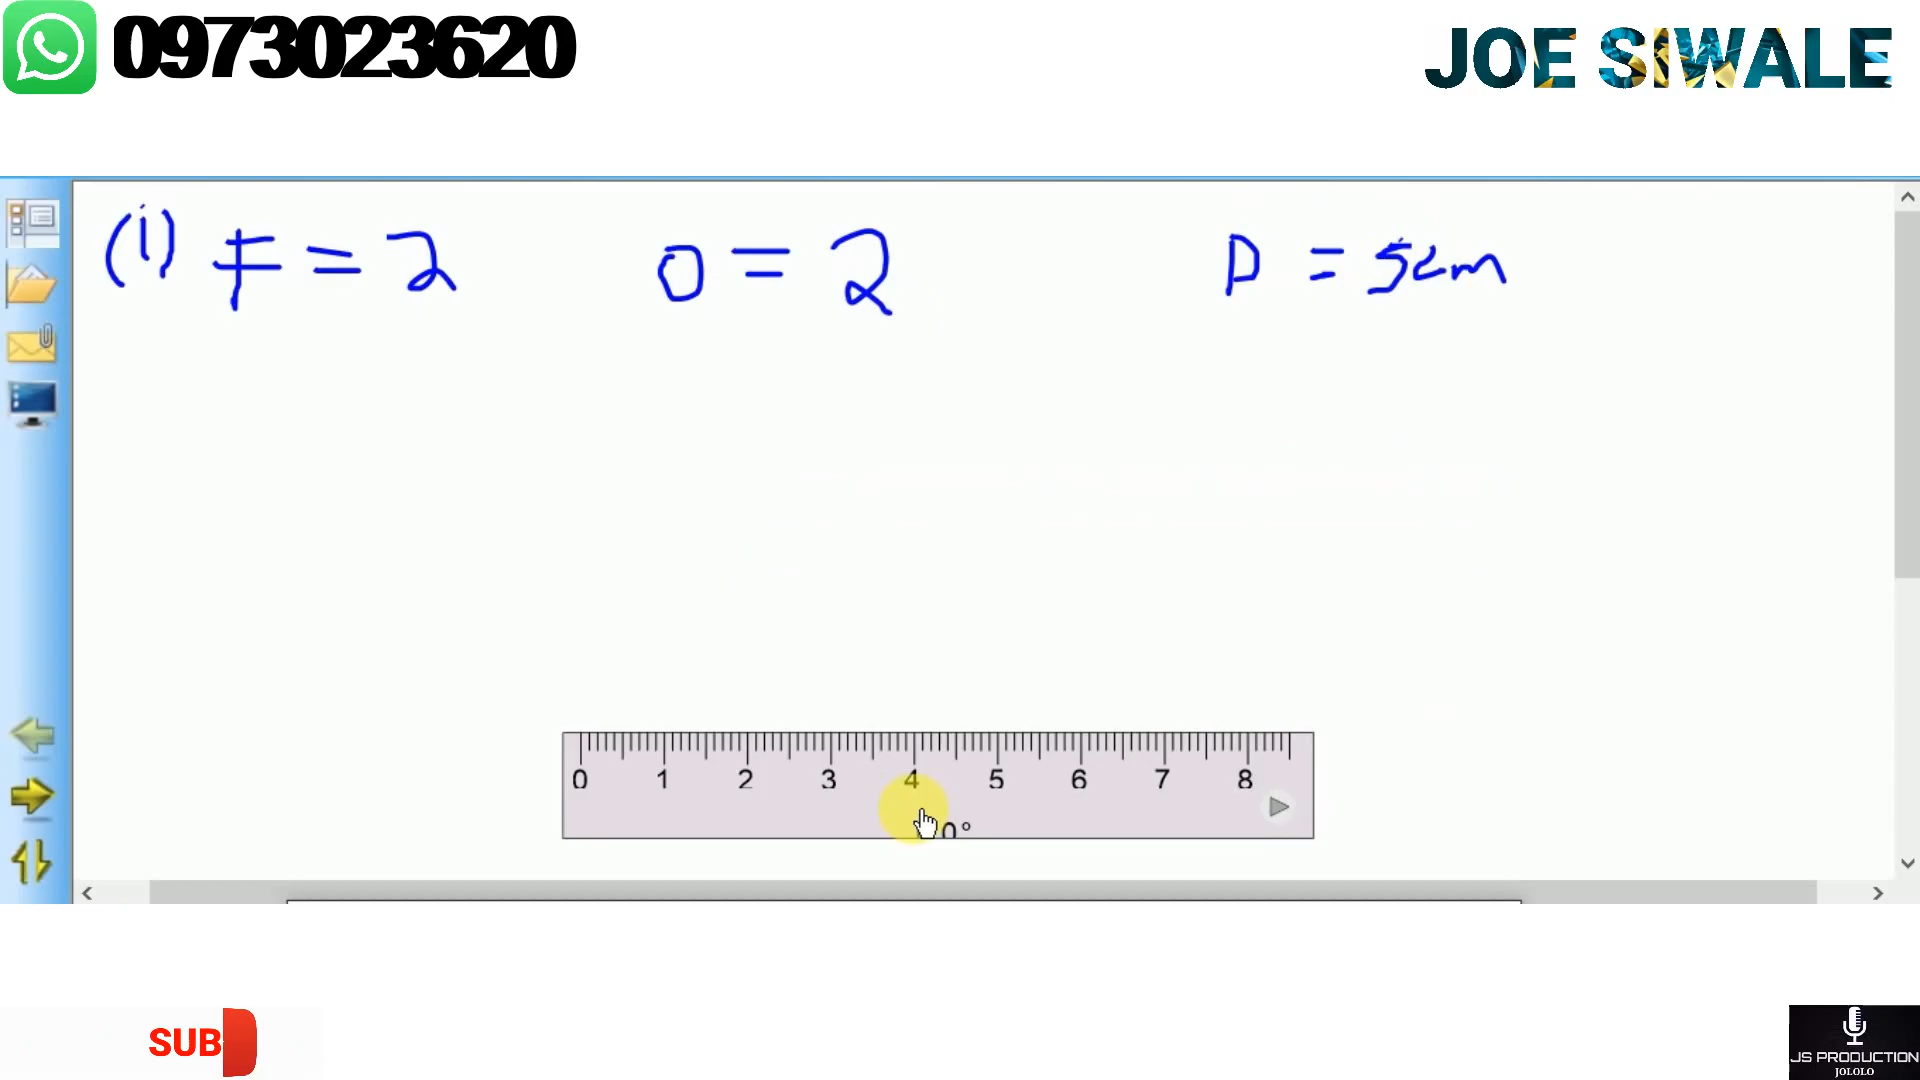 0973023620
JOE SIWALE
(i) F = 2 O = 2 D = 5cm
0 1 2 3 4 5 6 7 8
0°
SUB
JS PRODUCTION
JOLOLO